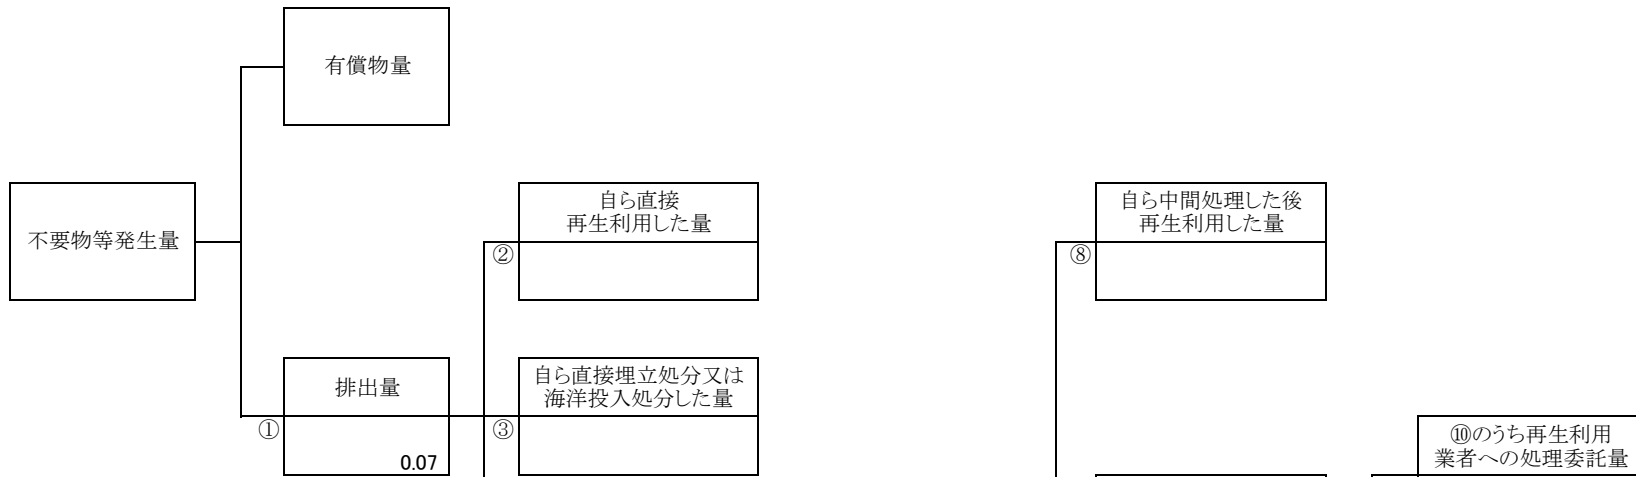 有償物量
不要物等発生量
自ら直接
再生利用した量
②
自ら中間処理した後
再生利用した量
⑧
排出量
①
0.07
自ら直接埋立処分又は
海洋投入処分した量
③
⑩のうち再生利用
業者への処理委託量